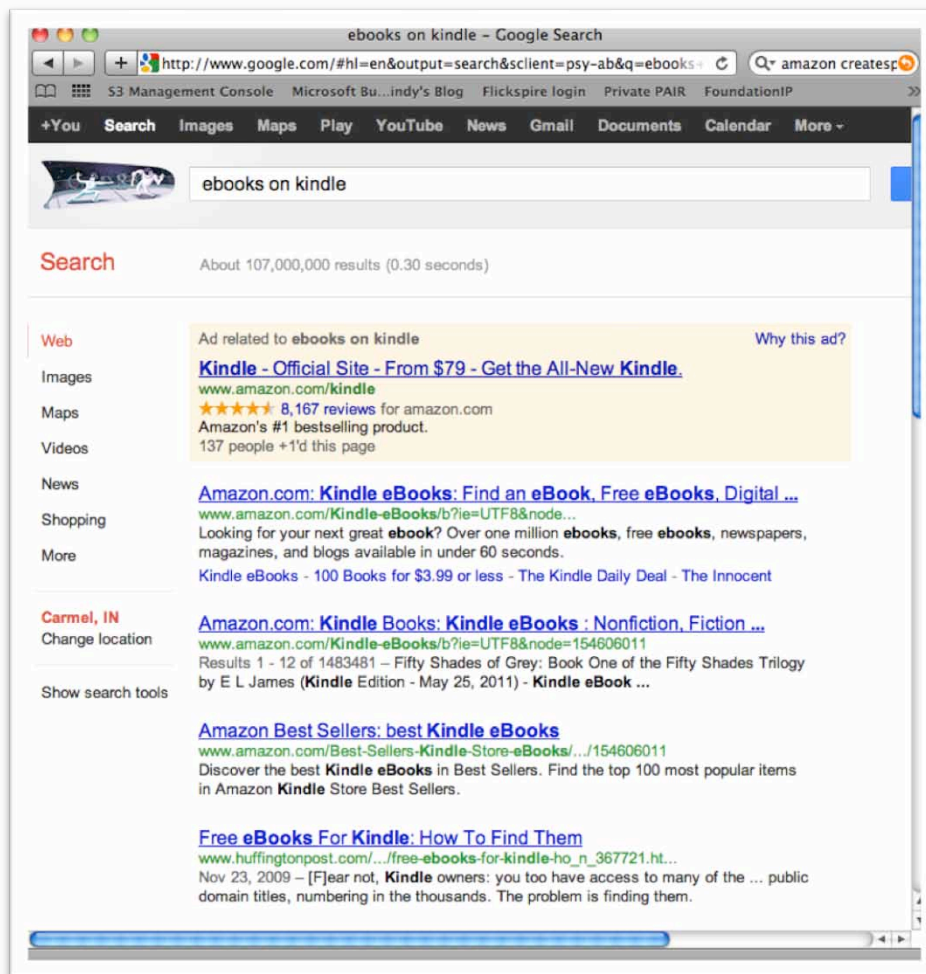 ebooks on kindle – Google Search
http://www.google.com/#hl=en&output=search&sclient=psy-ab&q=ebooks+
amazon createsp
S3 Management Console Microsoft Bu...indy's Blog Flickspire login Private PAIR FoundationIP
+You Search Images Maps Play YouTube News Gmail Documents Calendar More
ebooks on kindle
Search
About 107,000,000 results (0.30 seconds)
Web
Images
Maps
Videos
News
Shopping
More
Carmel, IN
Change location
Show search tools
Ad related to ebooks on kindle Why this ad?
Kindle - Official Site - From $79 - Get the All-New Kindle.
www.amazon.com/kindle
8,167 reviews for amazon.com
Amazon's #1 bestselling product.
137 people +1'd this page
Amazon.com: Kindle eBooks: Find an eBook, Free eBooks, Digital ...
www.amazon.com/Kindle-eBooks/b?ie=UTF8&node...
Looking for your next great ebook? Over one million ebooks, free ebooks, newspapers,
magazines, and blogs available in under 60 seconds.
Kindle eBooks - 100 Books for $3.99 or less - The Kindle Daily Deal - The Innocent
Amazon.com: Kindle Books: Kindle eBooks : Nonfiction, Fiction ...
www.amazon.com/Kindle-eBooks/b?ie=UTF8&node=154606011
Results 1 - 12 of 1483481 – Fifty Shades of Grey: Book One of the Fifty Shades Trilogy
by E L James (Kindle Edition - May 25, 2011) - Kindle eBook ...
Amazon Best Sellers: best Kindle eBooks
www.amazon.com/Best-Sellers-Kindle-Store-eBooks/.../154606011
Discover the best Kindle eBooks in Best Sellers. Find the top 100 most popular items
in Amazon Kindle Store Best Sellers.
Free eBooks For Kindle: How To Find Them
www.huffingtonpost.com/.../free-ebooks-for-kindle-ho_n_367721.ht...
Nov 23, 2009 – [F]ear not, Kindle owners: you too have access to many of the ... public
domain titles, numbering in the thousands. The problem is finding them.